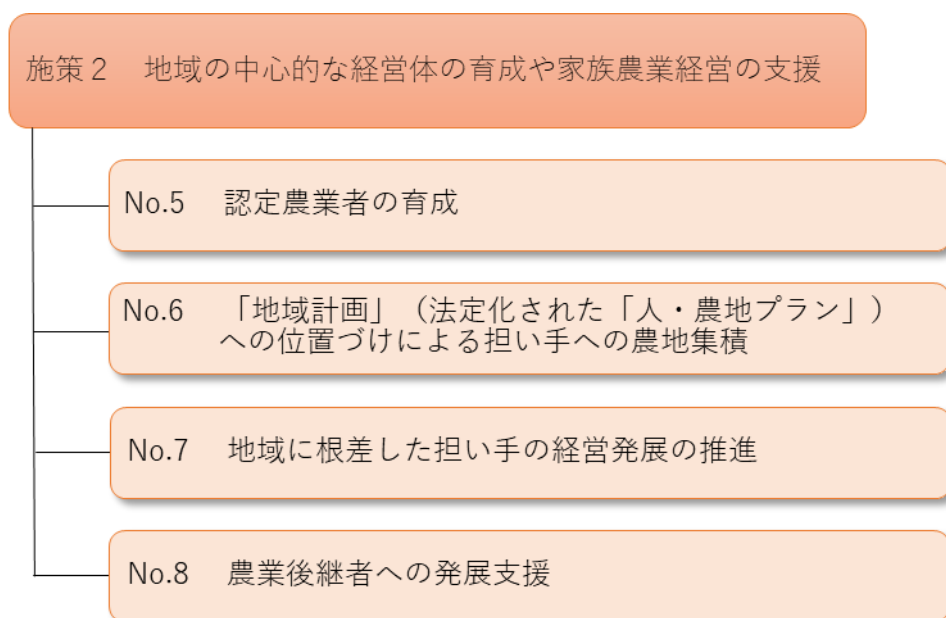 施策２　地域の中心的な経営体の育成や家族農業経営の支援
No.5　認定農業者の育成
No.6　「地域計画」（法定化された「人・農地プラン」）
への位置づけによる担い手への農地集積
No.7　地域に根差した担い手の経営発展の推進
No.8　農業後継者への発展支援